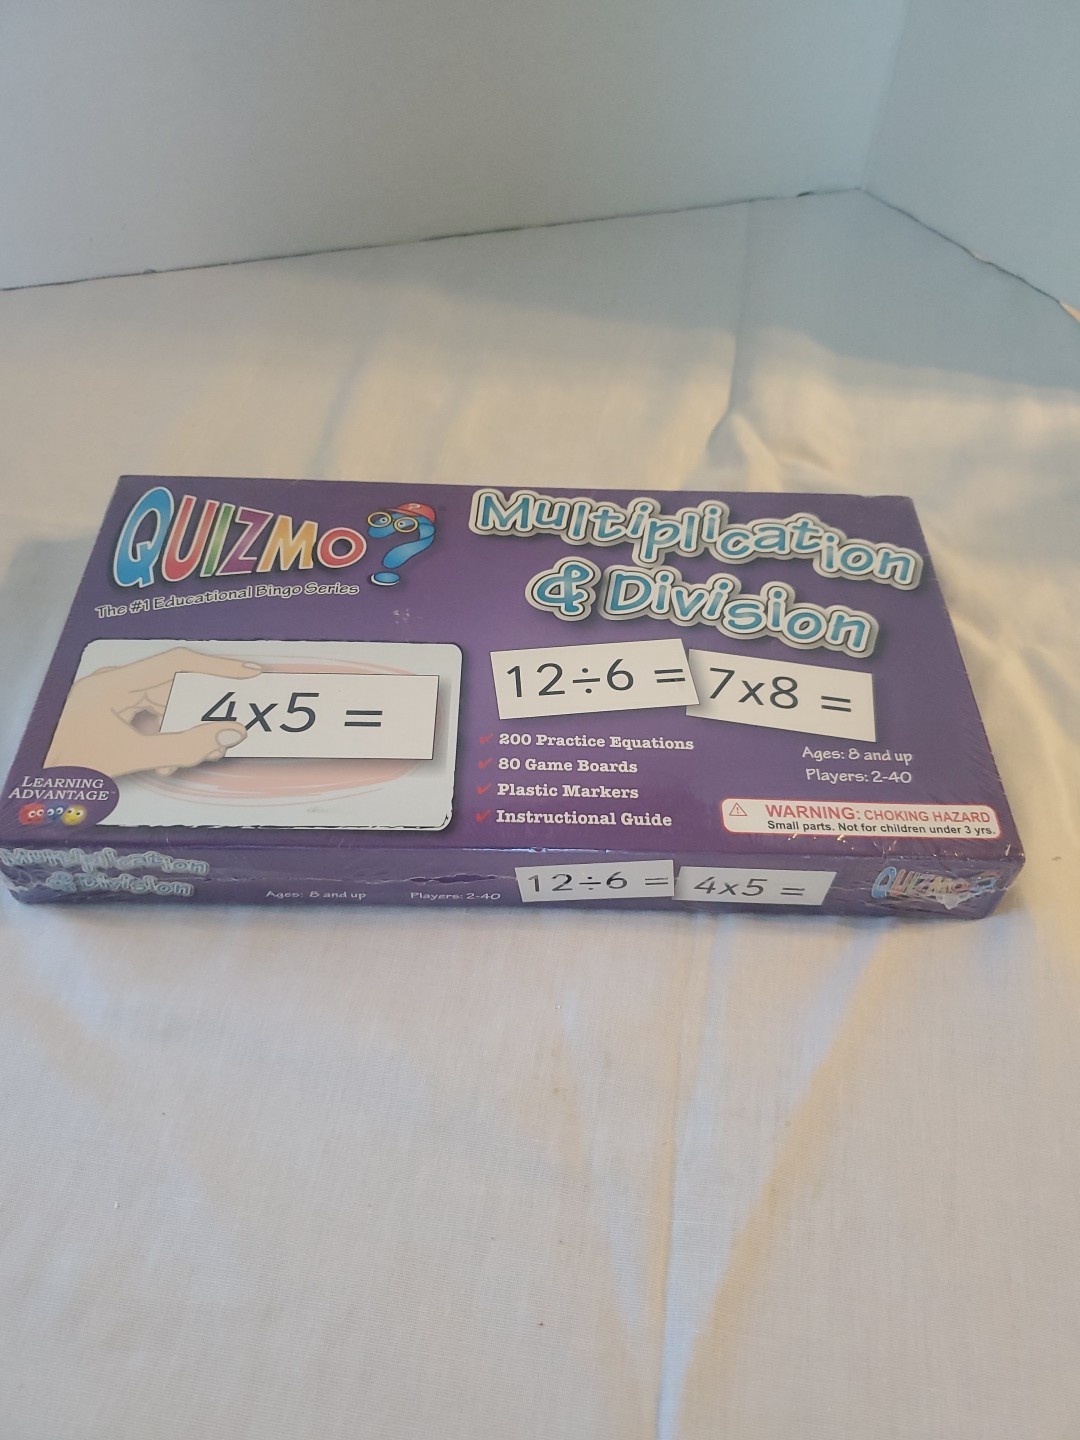 QUIZMO?
The #1 Educational Bingo Series
Multiplication
& Division
4x5 =
12÷6 =
7x8 =
200 Practice Equations
80 Game Boards
Plastic Markers
Instructional Guide
Ages: 8 and up
Players: 2-40
LEARNING
ADVANTAGE™
WARNING: CHOKING HAZARD
Small parts. Not for children under 3 yrs.
Multiplication
& Division
Ages: 8 and up
Players: 2-40
12÷6 =
4x5 =
QUIZMO?